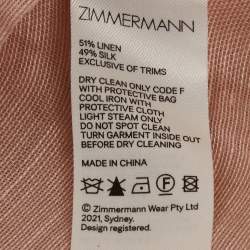 ZIMMERMANN
51% LINEN
49% SILK
EXCLUSIVE OF TRIMS
DRY CLEAN ONLY CODE F
WITH PROTECTIVE BAG
COOL IRON WITH
PROTECTIVE CLOTH
LIGHT STEAM ONLY
DO NOT SPOT CLEAN
TURN GARMENT INSIDE OUT
BEFORE DRY CLEANING
MADE IN CHINA
© Zimmermann Wear Pty Ltd
2021, Sydney.
Design registered.